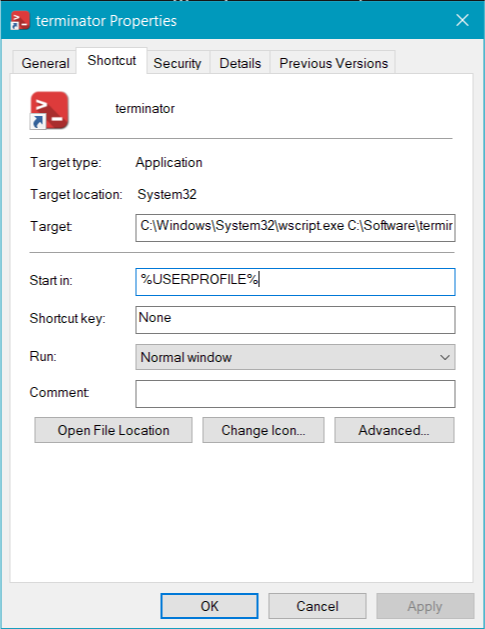 terminator Properties
General Shortcut Security Details Previous Versions
terminator
Target type: Application
Target location: System32
Target: C:\Windows\System32\wscript.exe C:\Software\termin
Start in: %USERPROFILE%
Shortcut key: None
Run: Normal window
Comment:
Open File Location Change Icon... Advanced...
OK Cancel Apply